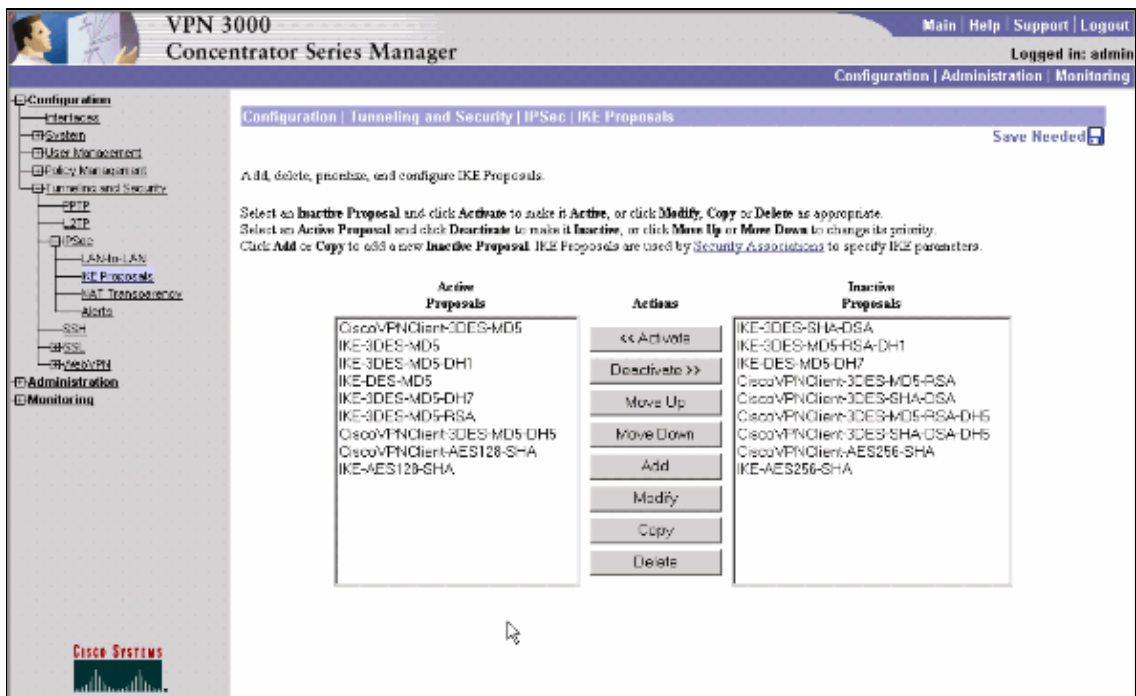 VPN 3000
Concentrator Series Manager
Main | Help | Support | Logout
Logged in: admin
Configuration | Administration | Monitoring
Configuration
Interfaces
System
User Management
Policy Management
Tunneling and Security
PPTP
L2TP
IPSec
LAN-to-LAN
IKE Proposals
NAT Transparency
Alerts
SSH
SSL
WebVPN
Administration
Monitoring
CISCO SYSTEMS
Configuration | Tunneling and Security | IPSec | IKE Proposals
Save Needed
Add, delete, prioritize, and configure IKE Proposals.
Select an Inactive Proposal and click Activate to make it Active, or click Modify, Copy or Delete as appropriate.
Select an Active Proposal and click Deactivate to make it Inactive, or click Move Up or Move Down to change its priority.
Click Add or Copy to add a new Inactive Proposal. IKE Proposals are used by Security Associations to specify IKE parameters.
Active
Proposals
CiscoVPNClient-3DES-MD5
IKE-3DES-MD5
IKE-3DES-MD5-DH1
IKE-DES-MD5
IKE-3DES-MD5-DH7
IKE-3DES-MD5-RSA
CiscoVPNClient-3DES-MD5-DH5
CiscoVPNClient-AES128-SHA
IKE-AES128-SHA
Actions
<< Activate
Deactivate >>
Move Up
Move Down
Add
Modify
Copy
Delete
Inactive
Proposals
IKE-3DES-SHA-DSA
IKE-3DES-MD5-RSA-DH1
IKE-DES-MD5-DH7
CiscoVPNClient-3DES-MD5-RSA
CiscoVPNClient-3DES-SHA-DSA
CiscoVPNClient-3DES-MD5-RSA-DH5
CiscoVPNClient-3DES-SHA-DSA-DH5
CiscoVPNClient-AES256-SHA
IKE-AES256-SHA